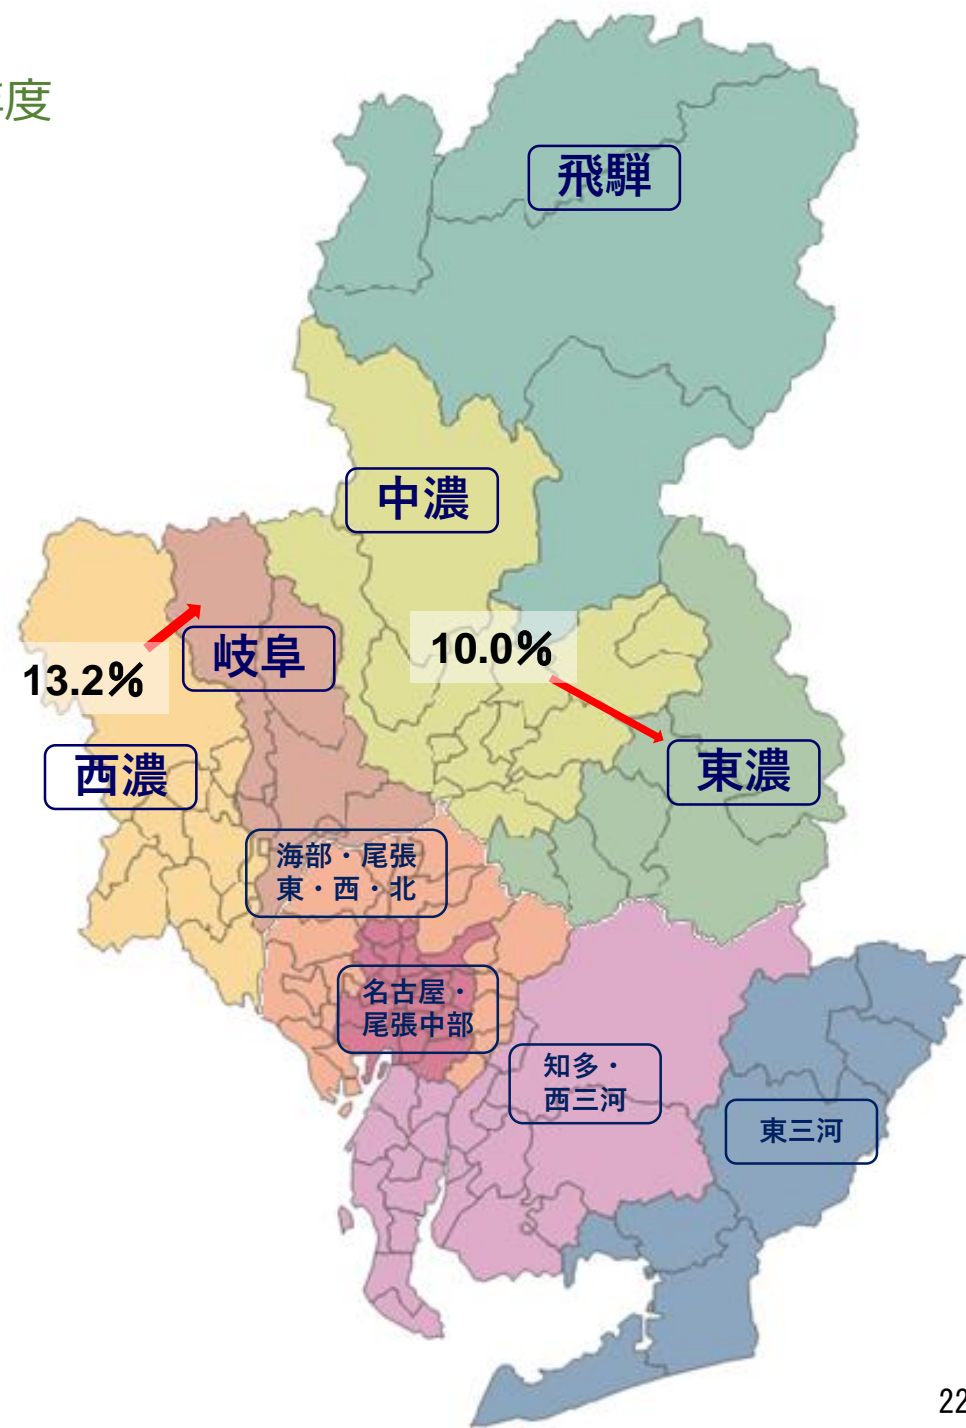 年度
飛騨
中濃
10.0%
岐阜
13.2%
西濃
東濃
海部・尾張
東・西・北
名古屋・
尾張中部
知多・
西三河
東三河
22